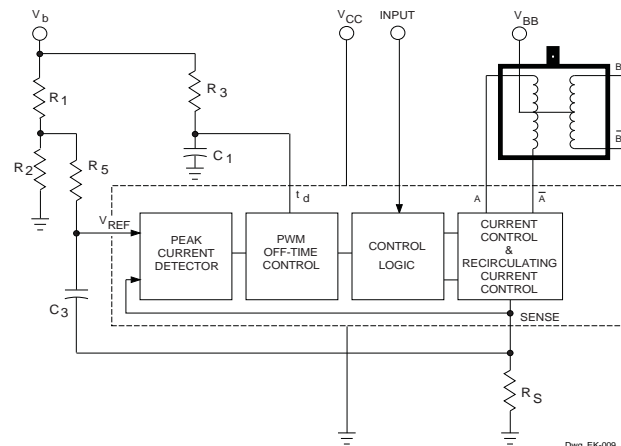 Vb
VCC
INPUT
VBB
R1
R3
B
R2
R5
C1
B
td
A
A
VREF
PEAK
CURRENT
DETECTOR
PWM
OFF-TIME
CONTROL
CONTROL
LOGIC
CURRENT
CONTROL
&
RECIRCULATING
CURRENT
CONTROL
C3
SENSE
RS
Dwg. EK-009